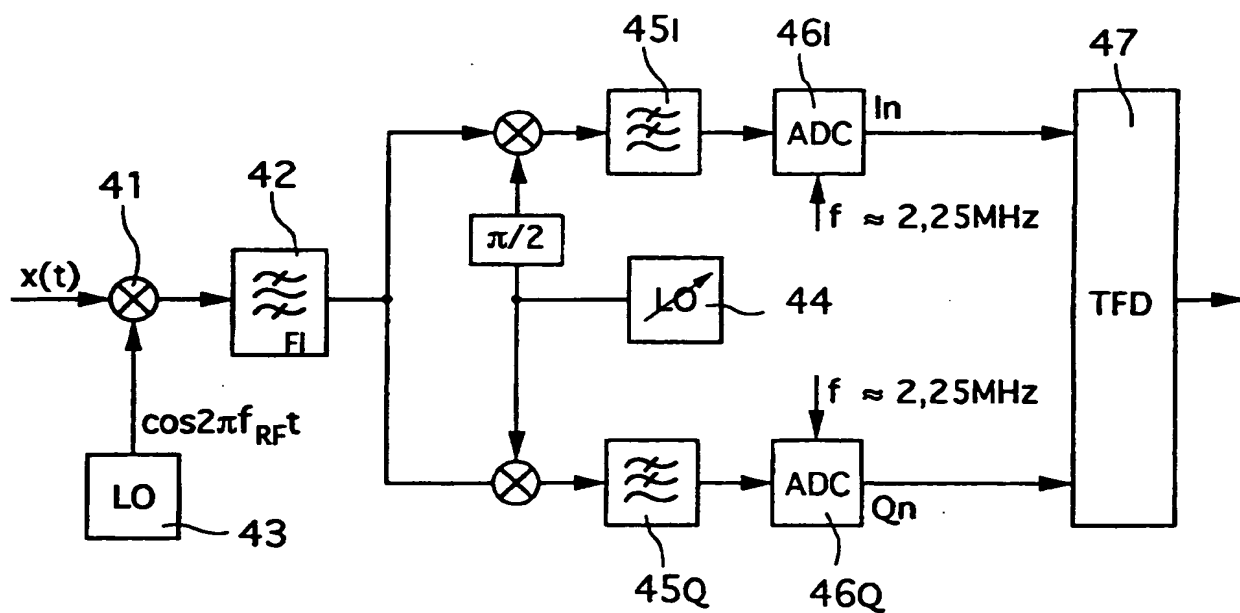 45I
46I
47
In
ADC
41
42
f ≈ 2,25MHz
π/2
x(t)
LO
44
TFD
FI
f ≈ 2,25MHz
cos2πf_RFt
LO
ADC
43
Qn
45Q
46Q